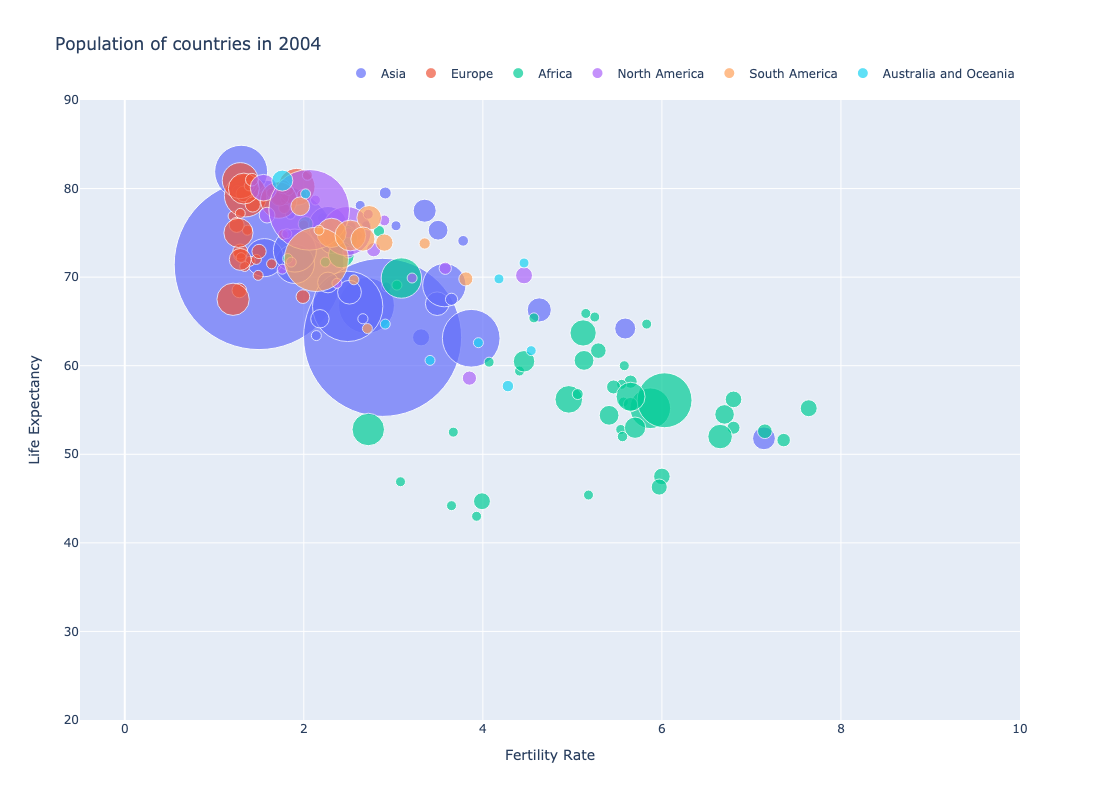 Population of countries in 2004
Asia Europe Africa North America South America Australia and Oceania
90
80
70
60
50
40
30
20
Life Expectancy
0 2 4 6 8 10
Fertility Rate